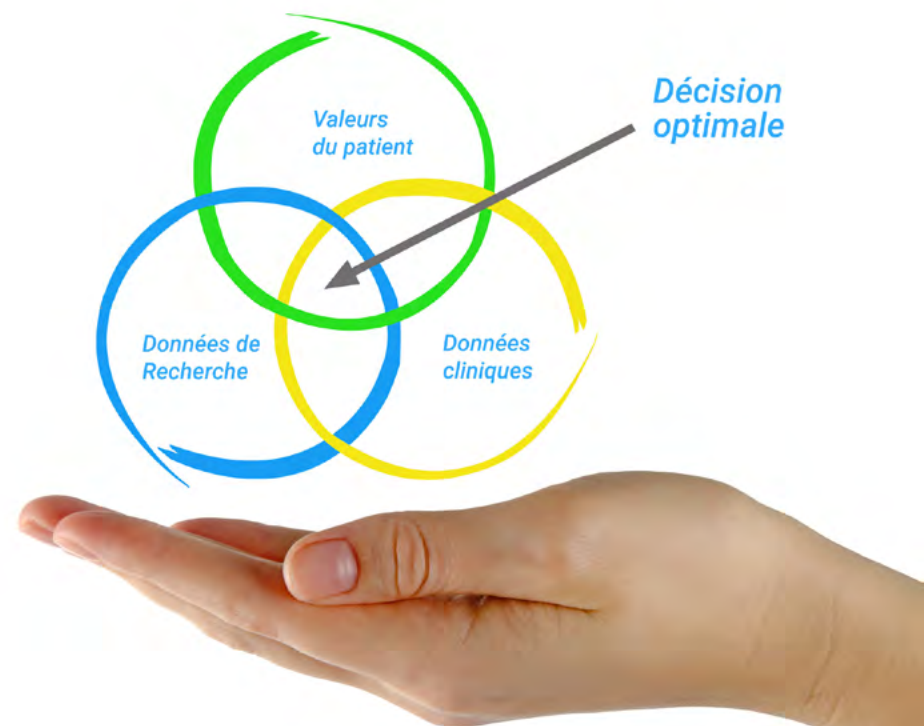 Décision
optimale
Valeurs
du patient
Données de
Recherche
Données
cliniques